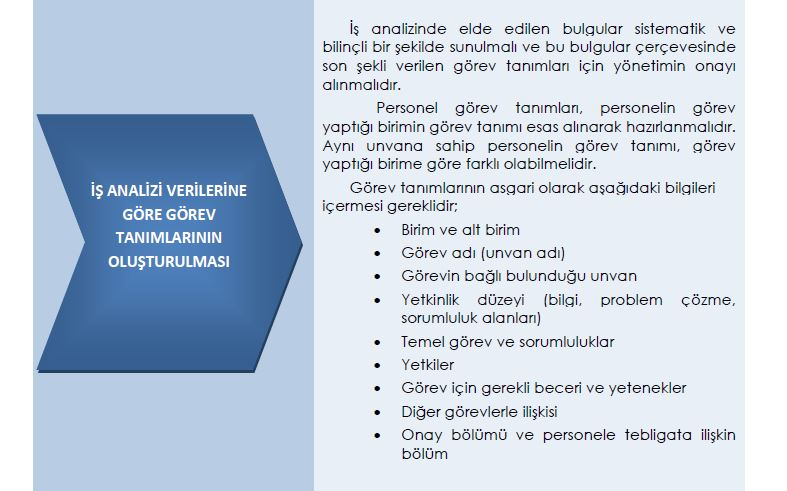 İŞ ANALİZİ VERİLERİNE
GÖRE GÖREV
TANIMLARININ
OLUŞTURULMASI
İş analizinde elde edilen bulgular sistematik ve
bilinçli bir şekilde sunulmalı ve bu bulgular çerçevesinde
son şekli verilen görev tanımları için yönetimin onayı
alınmalıdır.
Personel görev tanımları, personelin görev
yaptığı birimin görev tanımı esas alınarak hazırlanmalıdır.
Aynı unvana sahip personelin görev tanımı, görev
yaptığı birime göre farklı olabilmelidir.
Görev tanımlarının asgari olarak aşağıdaki bilgileri
içermesi gereklidir;
• Birim ve alt birim
• Görev adı (unvan adı)
• Görevin bağlı bulunduğu unvan
• Yetkinlik düzeyi (bilgi, problem çözme,
sorumluluk alanları)
• Temel görev ve sorumluluklar
• Yetkiler
• Görev için gerekli beceri ve yetenekler
• Diğer görevlerle ilişkisi
• Onay bölümü ve personele tebligata ilişkin
bölüm